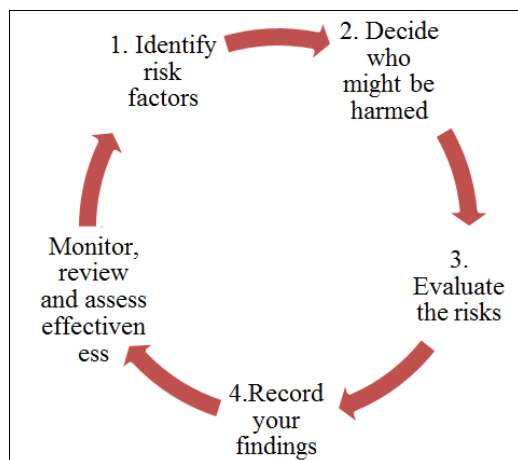 1. Identify
risk
factors
2. Decide
who
might be
harmed
3.
Evaluate
the risks
4.Record
your
findings
Monitor,
review
and assess
effectiven
ess